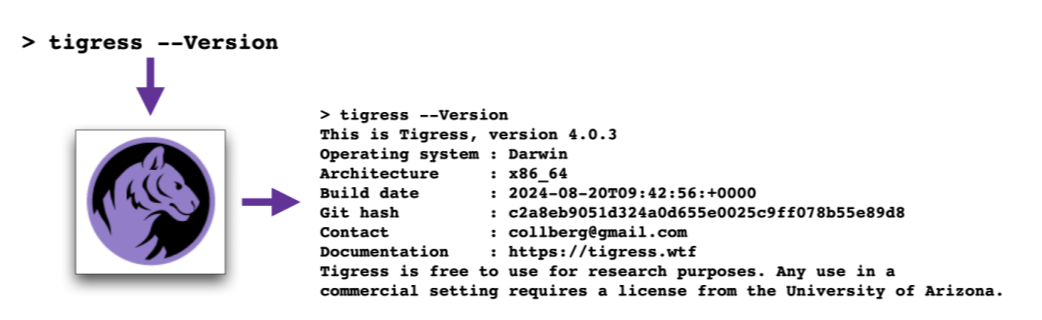 > tigress --Version
> tigress --Version
This is Tigress, version 4.0.3
Operating system : Darwin
Architecture     : x86_64
Build date       : 2024-08-20T09:42:56:+0000
Git hash         : c2a8eb9051d324a0d655e0025c9ff078b55e89d8
Contact          : collberg@gmail.com
Documentation    : https://tigress.wtf
Tigress is free to use for research purposes. Any use in a
commercial setting requires a license from the University of Arizona.